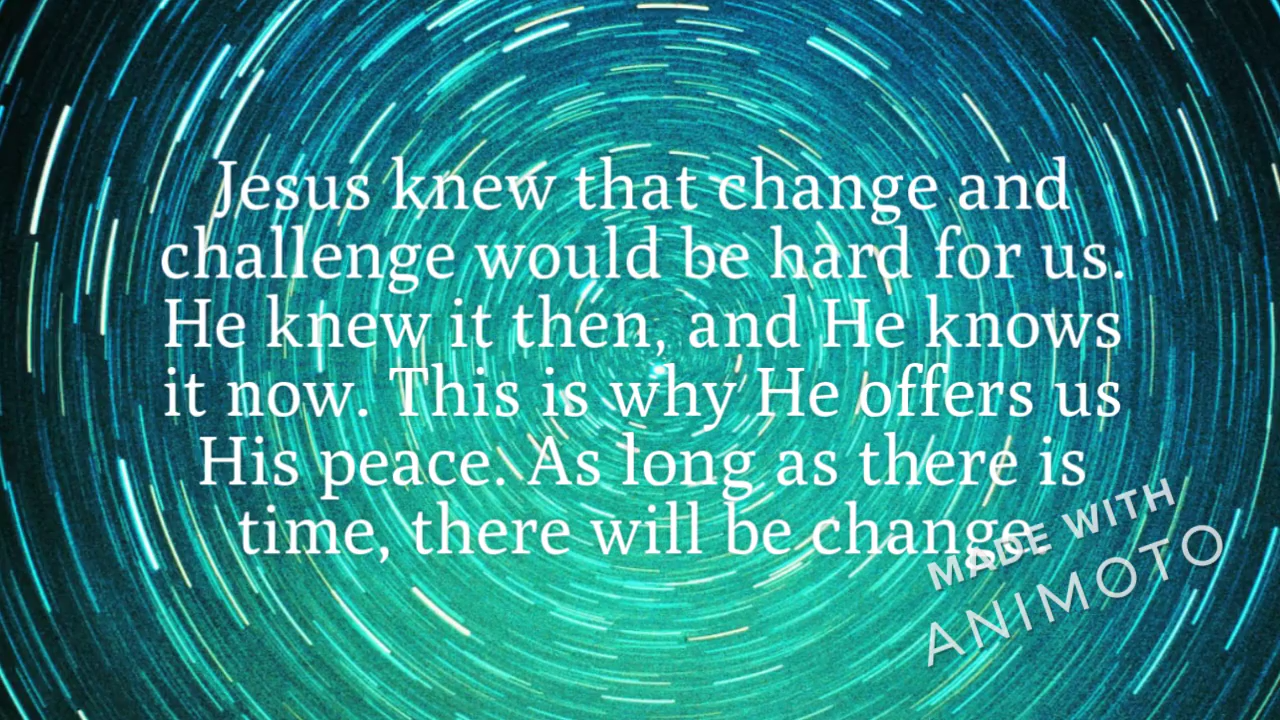 Jesus knew that change and
challenge would be hard for us.
He knew it then, and He knows
it now. This is why He offers us
His peace. As long as there is
time, there will be change.
MADE WITH
ANIMOTO